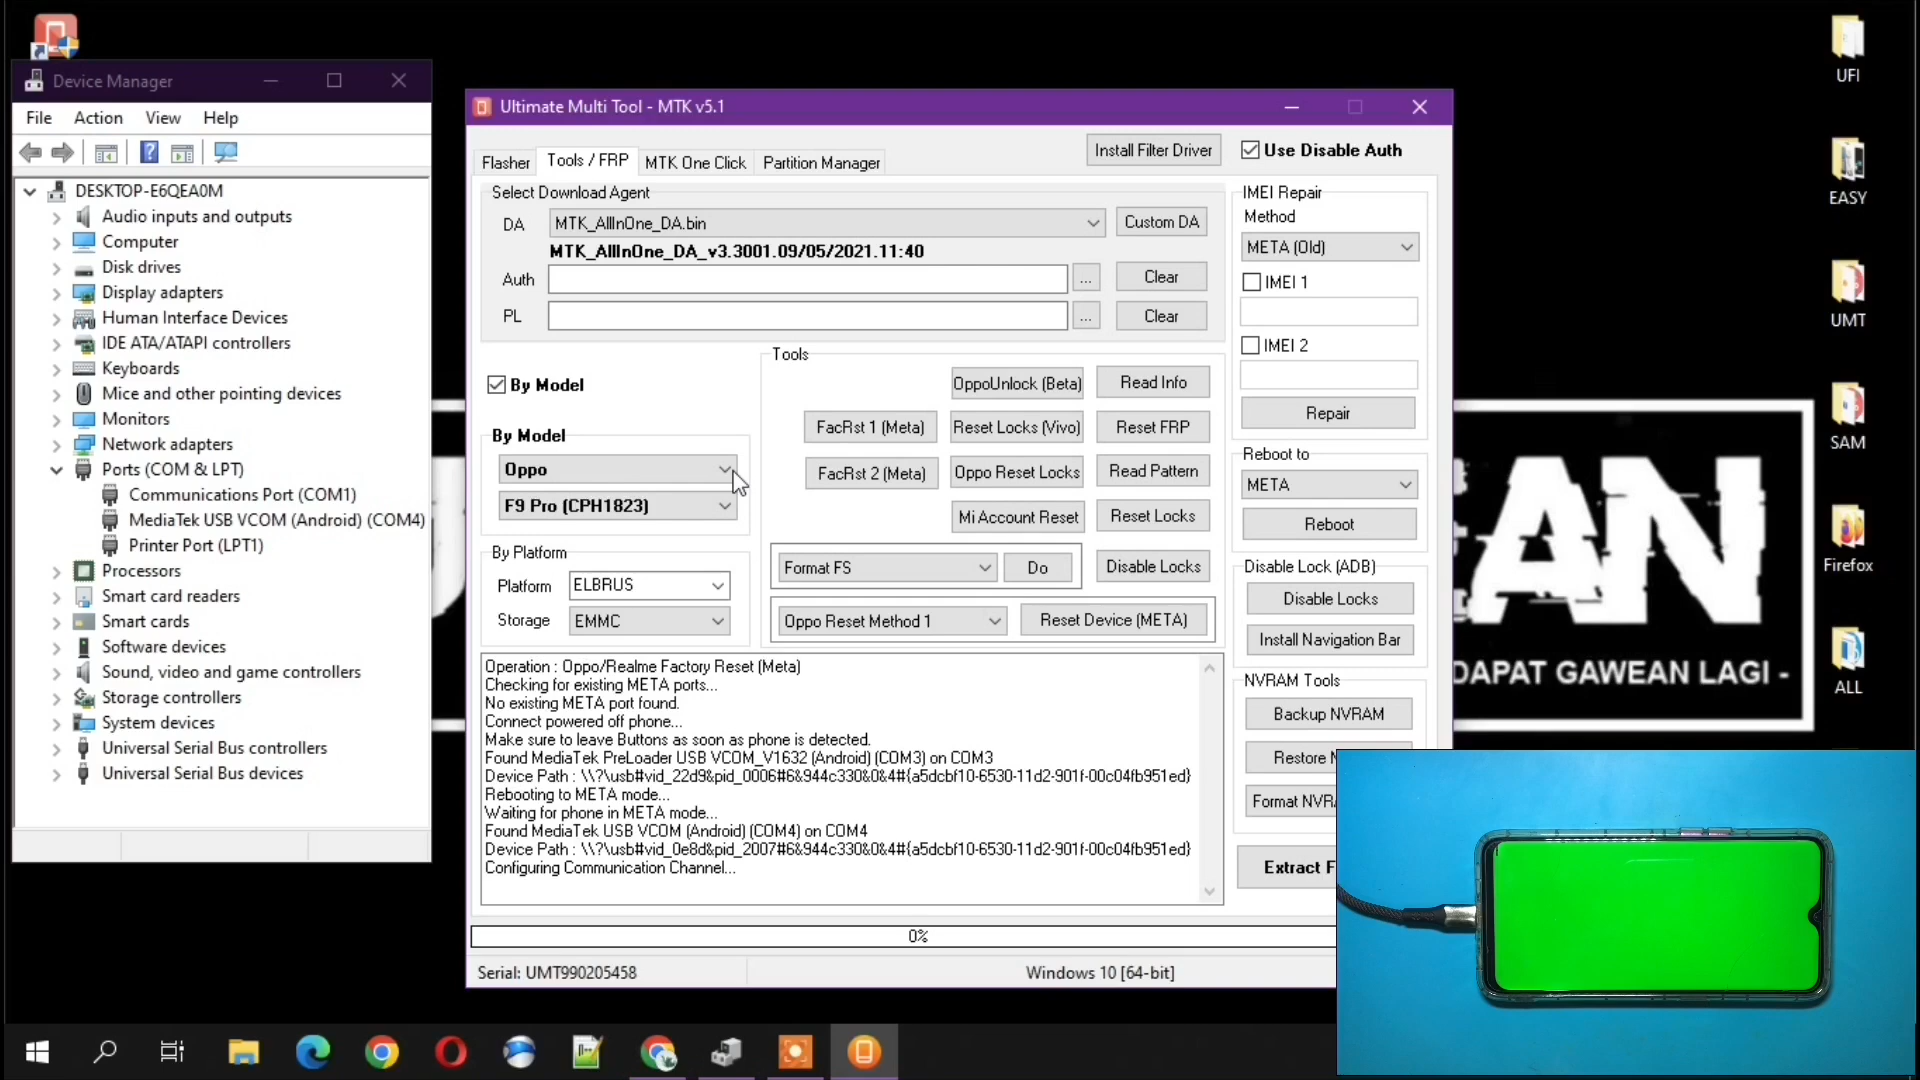 Device Manager
File Action View Help
DESKTOP-E6QEA0M
Audio inputs and outputs
Computer
Disk drives
Display adapters
Human Interface Devices
IDE ATA/ATAPI controllers
Keyboards
Mice and other pointing devices
Monitors
Network adapters
Ports (COM & LPT)
Communications Port (COM1)
MediaTek USB VCOM (Android) (COM4)
Printer Port (LPT1)
Processors
Smart card readers
Smart cards
Software devices
Sound, video and game controllers
Storage controllers
System devices
Universal Serial Bus controllers
Universal Serial Bus devices
Ultimate Multi Tool - MTK v5.1
Flasher Tools / FRP MTK One Click Partition Manager
Install Filter Driver
Use Disable Auth
Select Download Agent
DA MTK_AllInOne_DA.bin Custom DA
MTK_AllInOne_DA_v3.3001.09/05/2021.11:40
Auth ... Clear
PL ... Clear
By Model
By Model
Oppo
F9 Pro (CPH1823)
By Platform
Platform ELBRUS
Storage EMMC
Tools
OppoUnlock (Beta) Read Info
FacRst 1 (Meta) Reset Locks (Vivo) Reset FRP
FacRst 2 (Meta) Oppo Reset Locks Read Pattern
Mi Account Reset Reset Locks
Format FS Do Disable Locks
Oppo Reset Method 1 Reset Device (META)
Operation : Oppo/Realme Factory Reset (Meta)
Checking for existing META ports...
No existing META port found.
Connect powered off phone...
Make sure to leave Buttons as soon as phone is detected.
Found MediaTek PreLoader USB VCOM_V1632 (Android) (COM3) on COM3
Device Path : \\?\usb#vid_22d9&pid_0006#6&944c330&0&4#{a5dcbf10-6530-11d2-901f-00c04fb951ed}
Rebooting to META mode...
Waiting for phone in META mode...
Found MediaTek USB VCOM (Android) (COM4) on COM4
Device Path : \\?\usb#vid_0e8d&pid_2007#6&944c330&0&4#{a5dcbf10-6530-11d2-901f-00c04fb951ed}
Configuring Communication Channel...
0%
Serial: UMT990205458
Windows 10 [64-bit]
IMEI Repair
Method
META (Old)
IMEI 1
IMEI 2
Repair
Reboot to
META
Reboot
Disable Lock (ADB)
Disable Locks
Install Navigation Bar
NVRAM Tools
Backup NVRAM
Restore
Format
Extract
AN
DAPAT GAWEAN LAGI -
UFI
EASY
UMT
SAM
Firefox
ALL